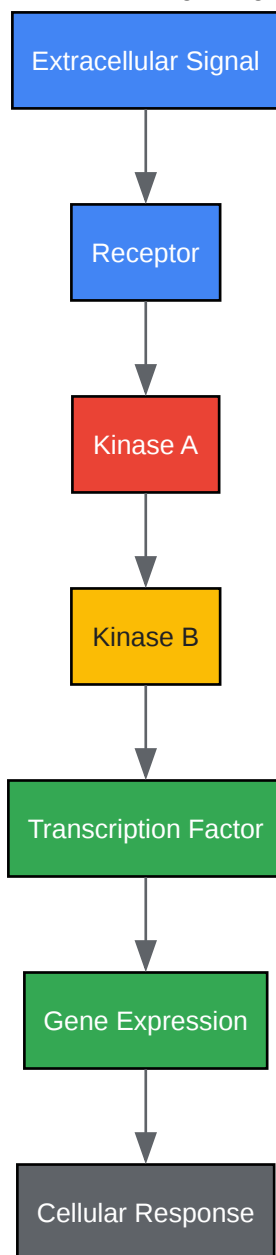 Extracellular Signal
Receptor
Kinase A
Kinase B
Transcription Factor
Gene Expression
Cellular Response